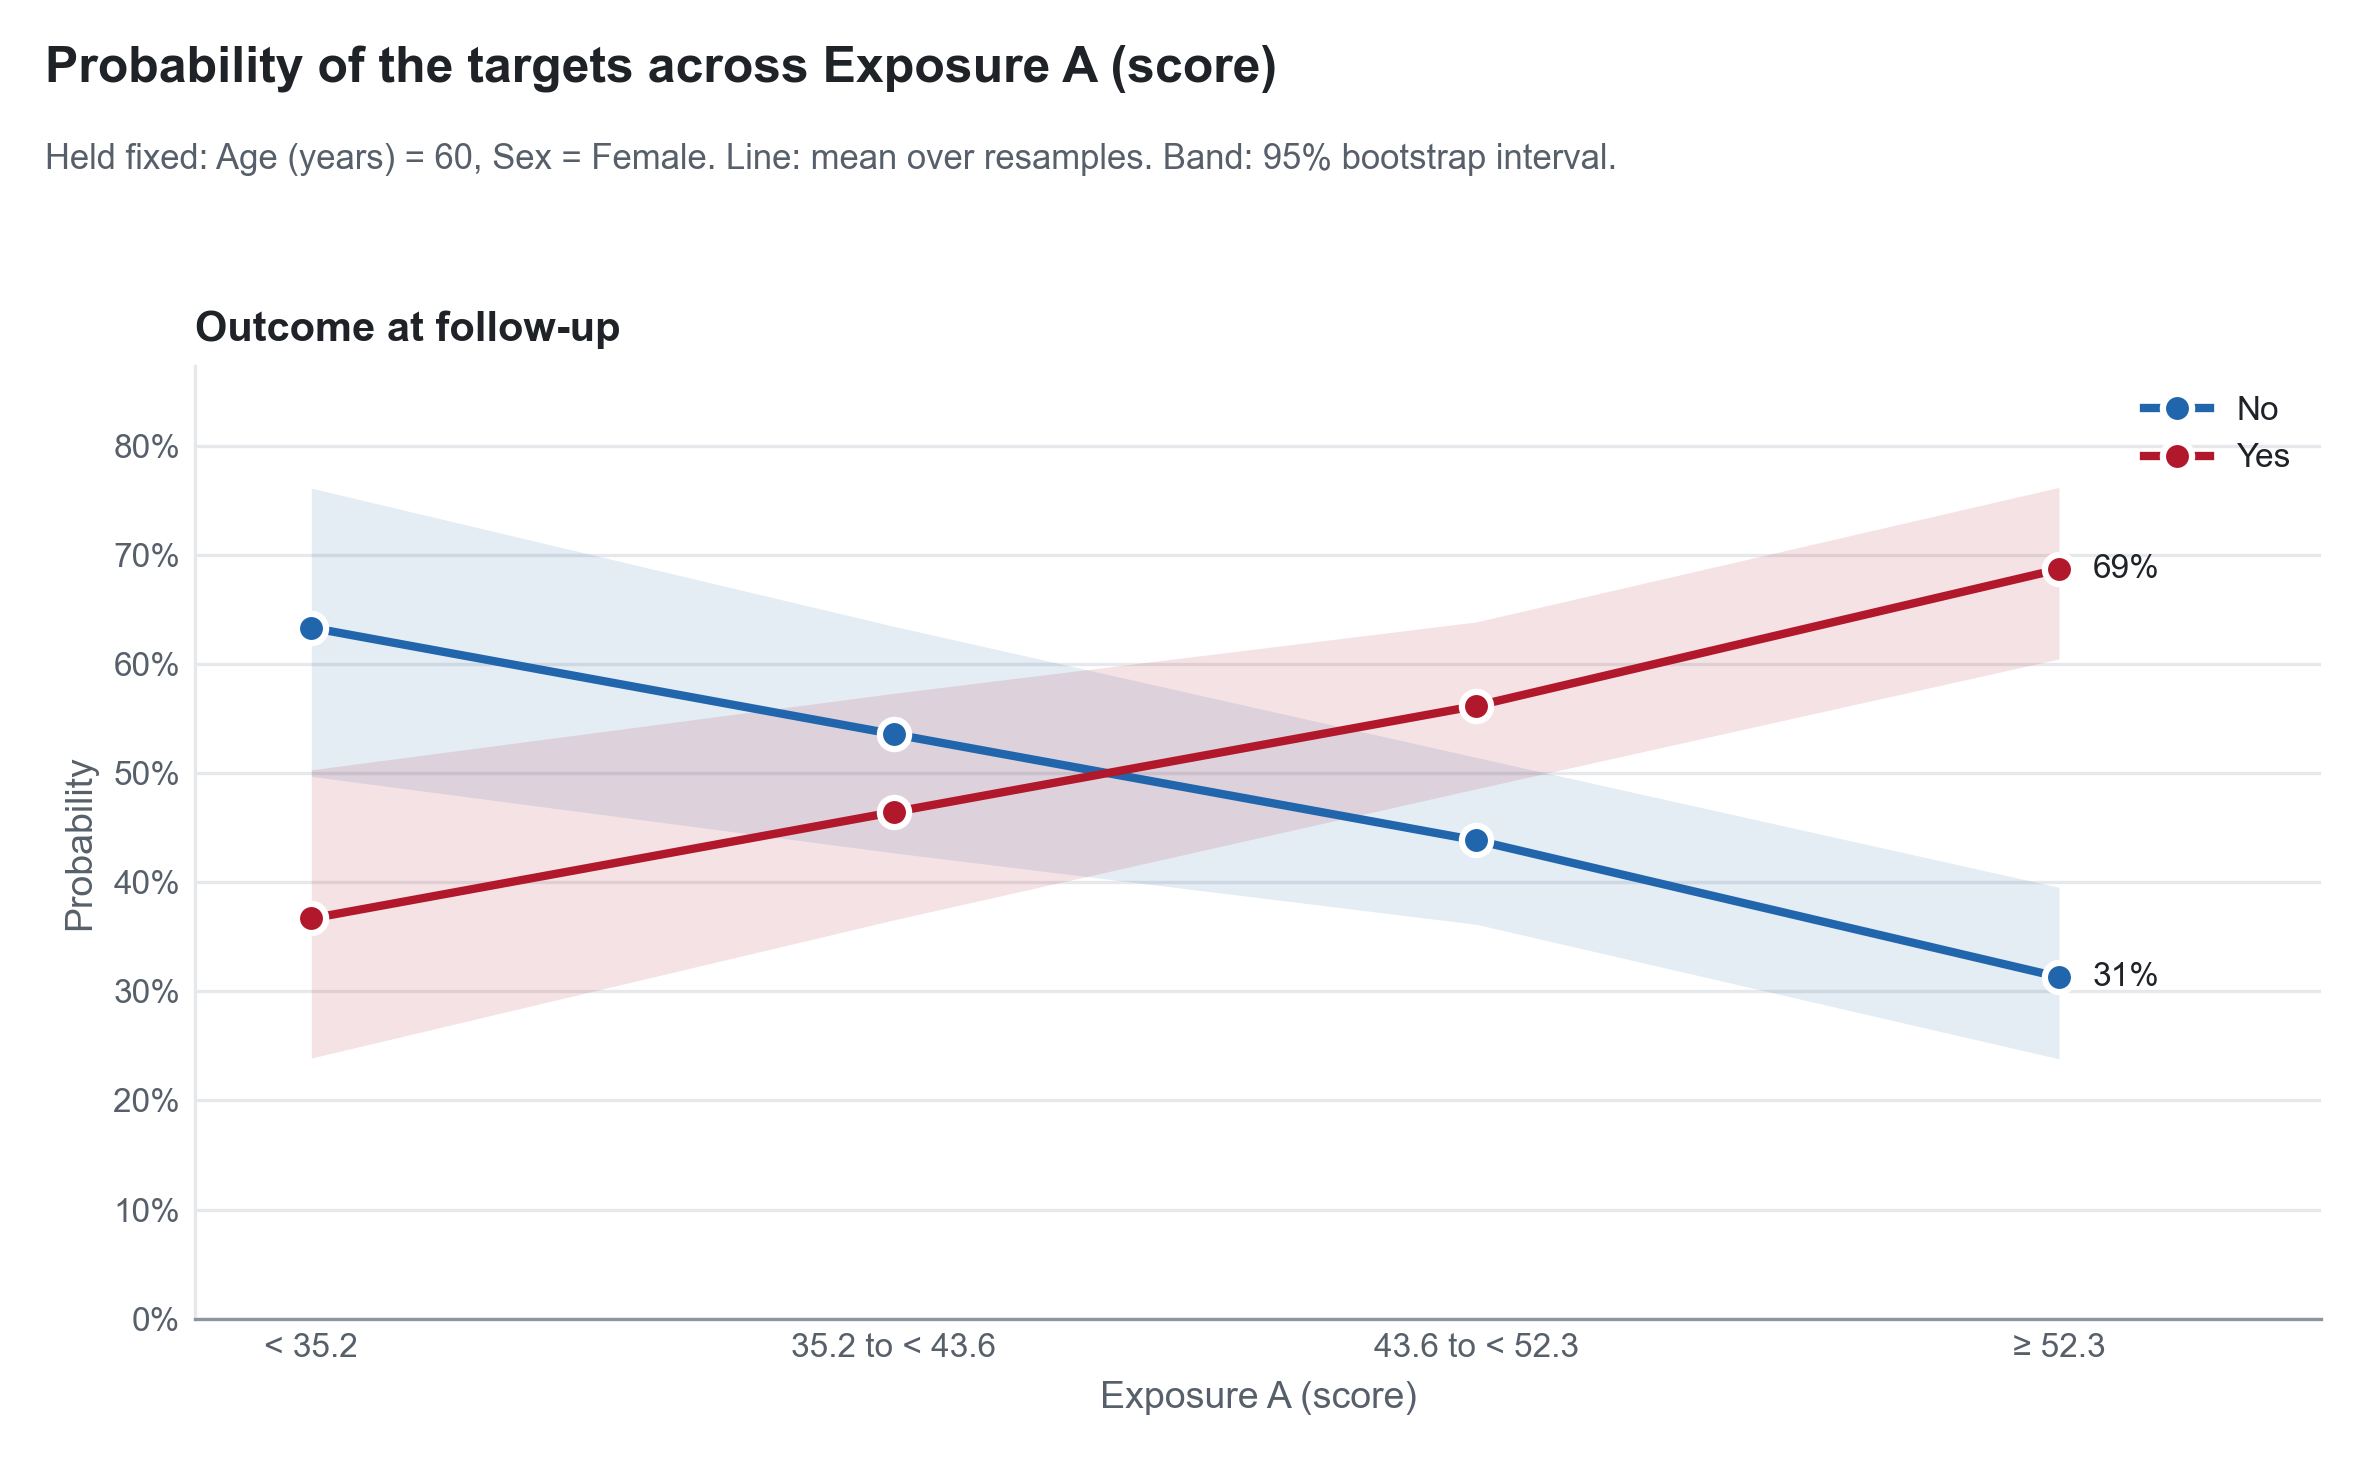 Probability of the targets across Exposure A (score)
Held fixed: Age (years) = 60, Sex = Female. Line: mean over resamples. Band: 95% bootstrap interval.
Outcome at follow-up
No
Yes
80%
70%
60%
50%
40%
30%
20%
10%
0%
Probability
69%
31%
< 35.2
35.2 to < 43.6
43.6 to < 52.3
≥ 52.3
Exposure A (score)